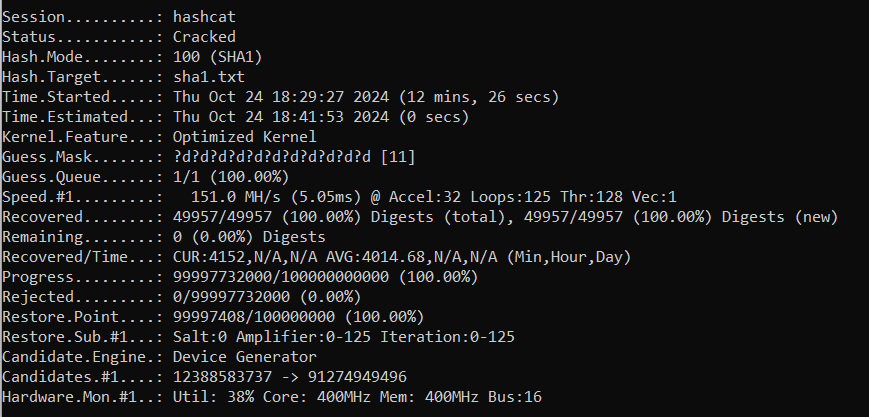 Session..........: hashcat
Status...........: Cracked
Hash.Mode........: 100 (SHA1)
Hash.Target......: sha1.txt
Time.Started.....: Thu Oct 24 18:29:27 2024 (12 mins, 26 secs)
Time.Estimated...: Thu Oct 24 18:41:53 2024 (0 secs)
Kernel.Feature...: Optimized Kernel
Guess.Mask.......: ?d?d?d?d?d?d?d?d?d?d?d [11]
Guess.Queue......: 1/1 (100.00%)
Speed.#1.........:   151.0 MH/s (5.05ms) @ Accel:32 Loops:125 Thr:128 Vec:1
Recovered........: 49957/49957 (100.00%) Digests (total), 49957/49957 (100.00%) Digests (new)
Remaining........: 0 (0.00%) Digests
Recovered/Time...: CUR:4152,N/A,N/A AVG:4014.68,N/A,N/A (Min,Hour,Day)
Progress.........: 99997732000/100000000000 (100.00%)
Rejected.........: 0/99997732000 (0.00%)
Restore.Point....: 99997408/100000000 (100.00%)
Restore.Sub.#1...: Salt:0 Amplifier:0-125 Iteration:0-125
Candidate.Engine.: Device Generator
Candidates.#1....: 12388583737 -> 91274949496
Hardware.Mon.#1..: Util: 38% Core: 400MHz Mem: 400MHz Bus:16